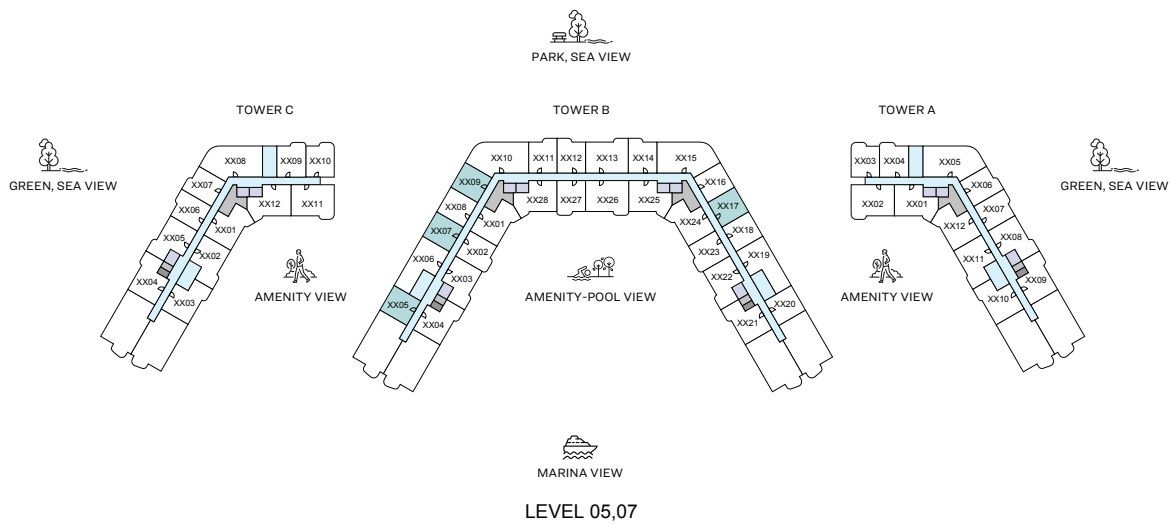 PARK, SEA VIEW
TOWER C
TOWER B
TOWER A
GREEN, SEA VIEW
GREEN, SEA VIEW
XX08
XX09
XX10
XX07
XX06
XX05
XX04
XX12
XX11
XX01
XX02
XX03
XX10
XX11
XX12
XX13
XX14
XX15
XX09
XX08
XX07
XX06
XX05
XX28
XX27
XX26
XX25
XX01
XX02
XX03
XX04
XX16
XX17
XX18
XX19
XX20
XX24
XX23
XX22
XX21
XX03
XX04
XX05
XX02
XX01
XX06
XX07
XX08
XX09
XX12
XX11
XX10
AMENITY VIEW
AMENITY-POOL VIEW
AMENITY VIEW
MARINA VIEW
LEVEL 05,07